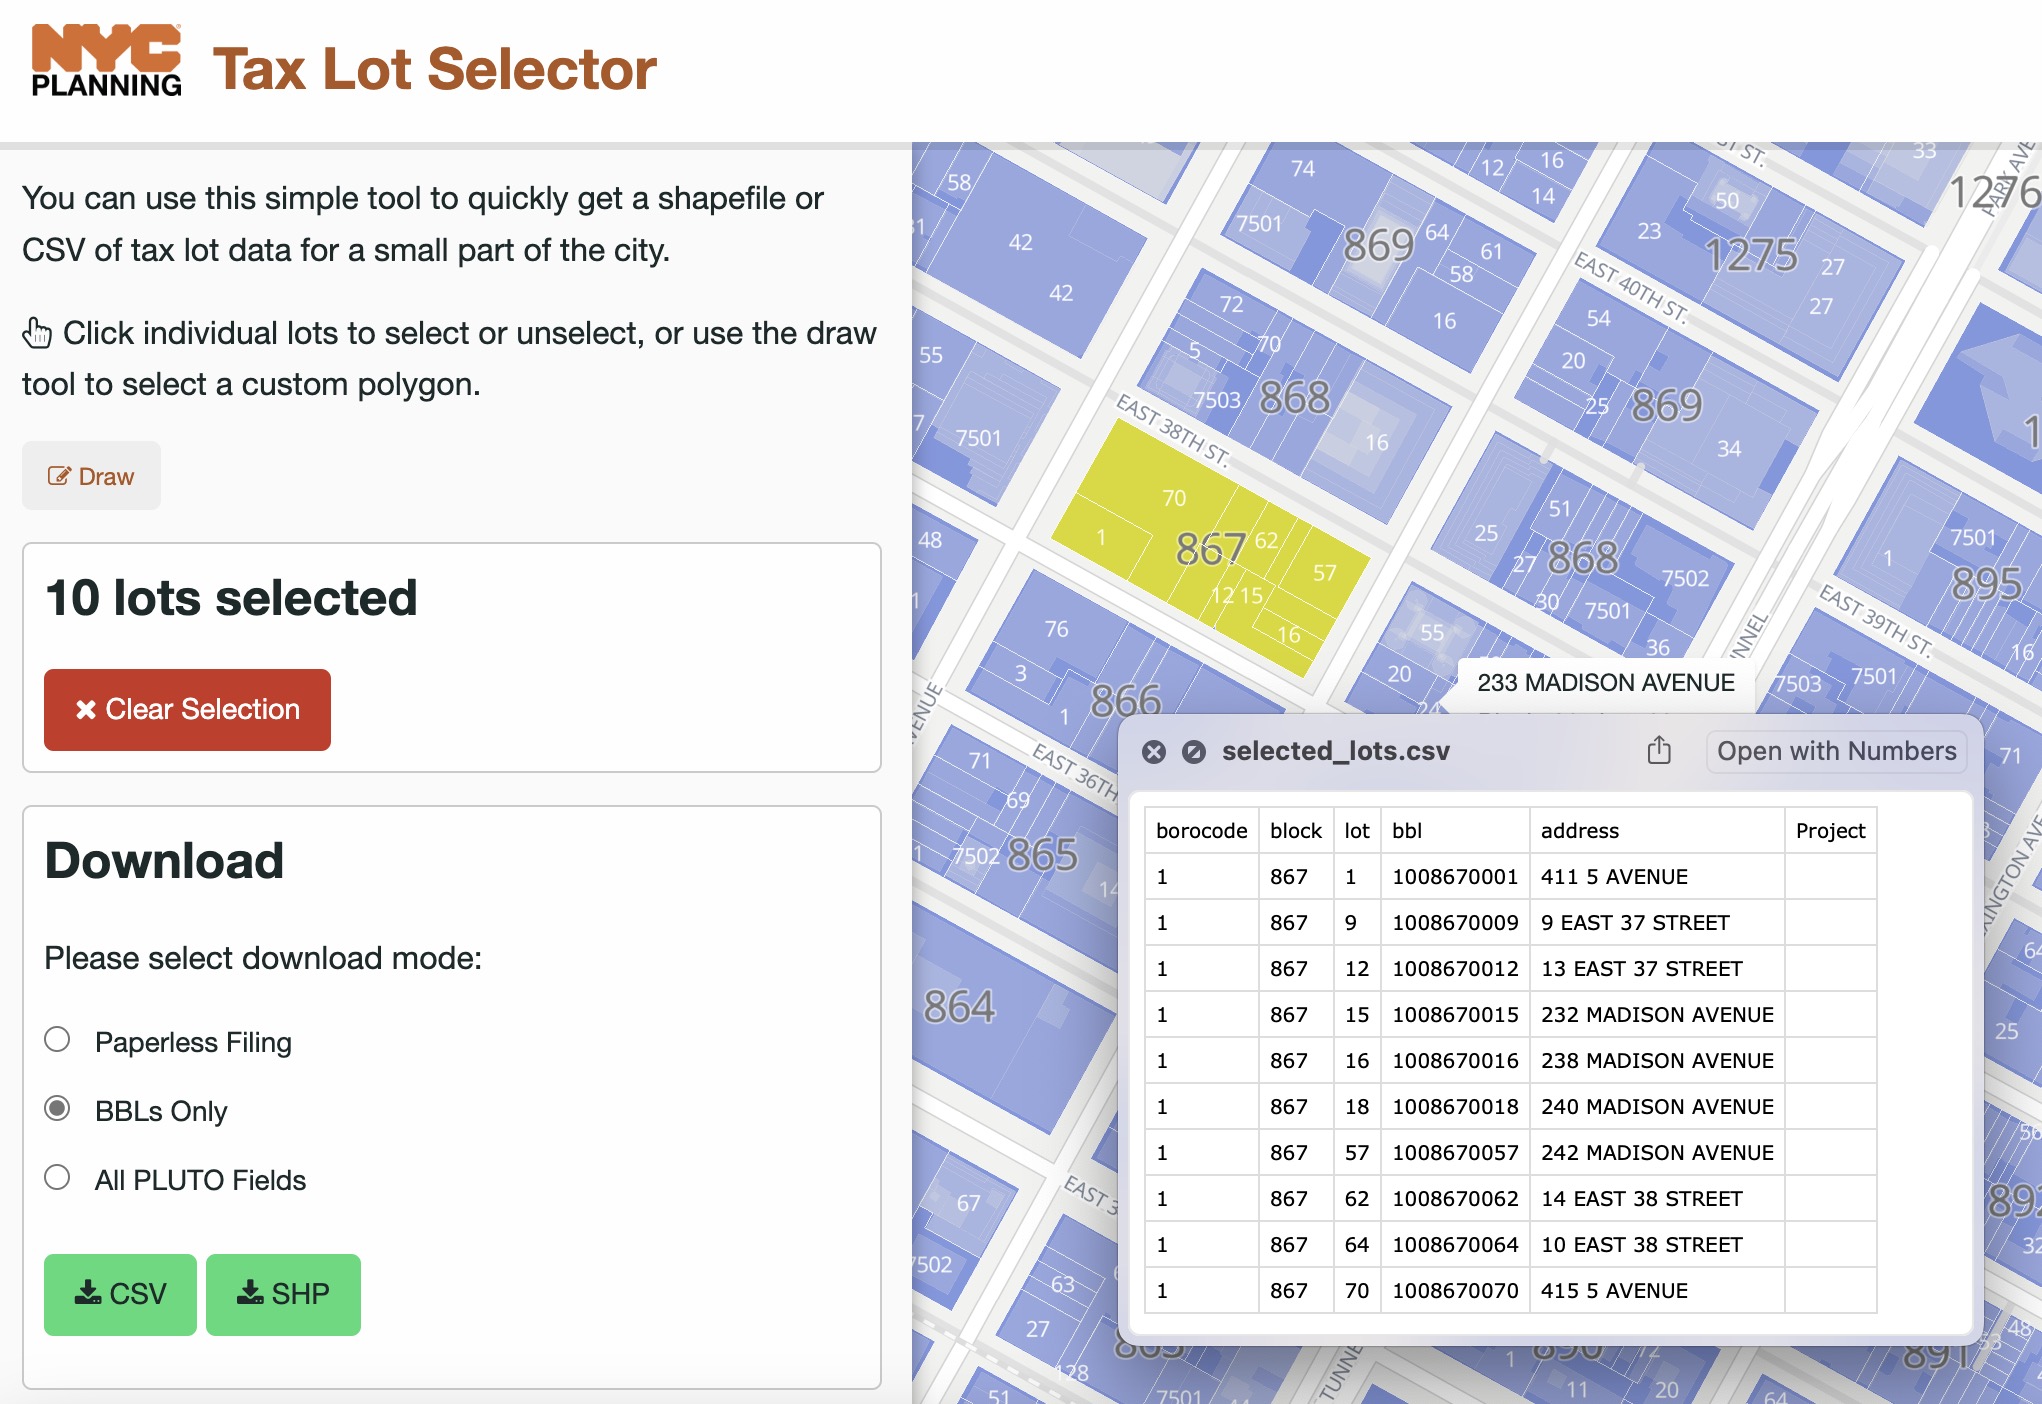 NYC
PLANNING
Tax Lot Selector
You can use this simple tool to quickly get a shapefile or
CSV of tax lot data for a small part of the city.
Click individual lots to select or unselect, or use the draw
tool to select a custom polygon.
Draw
10 lots selected
Clear Selection
Download
Please select download mode:
Paperless Filing
BBLs Only
All PLUTO Fields
CSV
SHP
58
42
42
55
7501
48
74
7501
869
64
61
58
16
12
16
14
50
23
1275
27
27
33
1276
EAST 40TH ST.
72
5
70
7503
868
16
EAST 38TH ST.
54
20
25
869
34
70
1
867
62
57
12
15
16
25
51
27
868
7502
30
7501
36
1
7501
895
16
EAST 39TH ST.
76
3
1
866
55
20
24
233 MADISON AVENUE
7503
7501
71
EAST 36TH
71
69
7502
865
864
67
63
27
128
51
7501
25
1
11
20
64
selected_lots.csv
Open with Numbers
borocode block lot bbl address Project
1 867 1 1008670001 411 5 AVENUE
1 867 9 1008670009 9 EAST 37 STREET
1 867 12 1008670012 13 EAST 37 STREET
1 867 15 1008670015 232 MADISON AVENUE
1 867 16 1008670016 238 MADISON AVENUE
1 867 18 1008670018 240 MADISON AVENUE
1 867 57 1008670057 242 MADISON AVENUE
1 867 62 1008670062 14 EAST 38 STREET
1 867 64 1008670064 10 EAST 38 STREET
1 867 70 1008670070 415 5 AVENUE